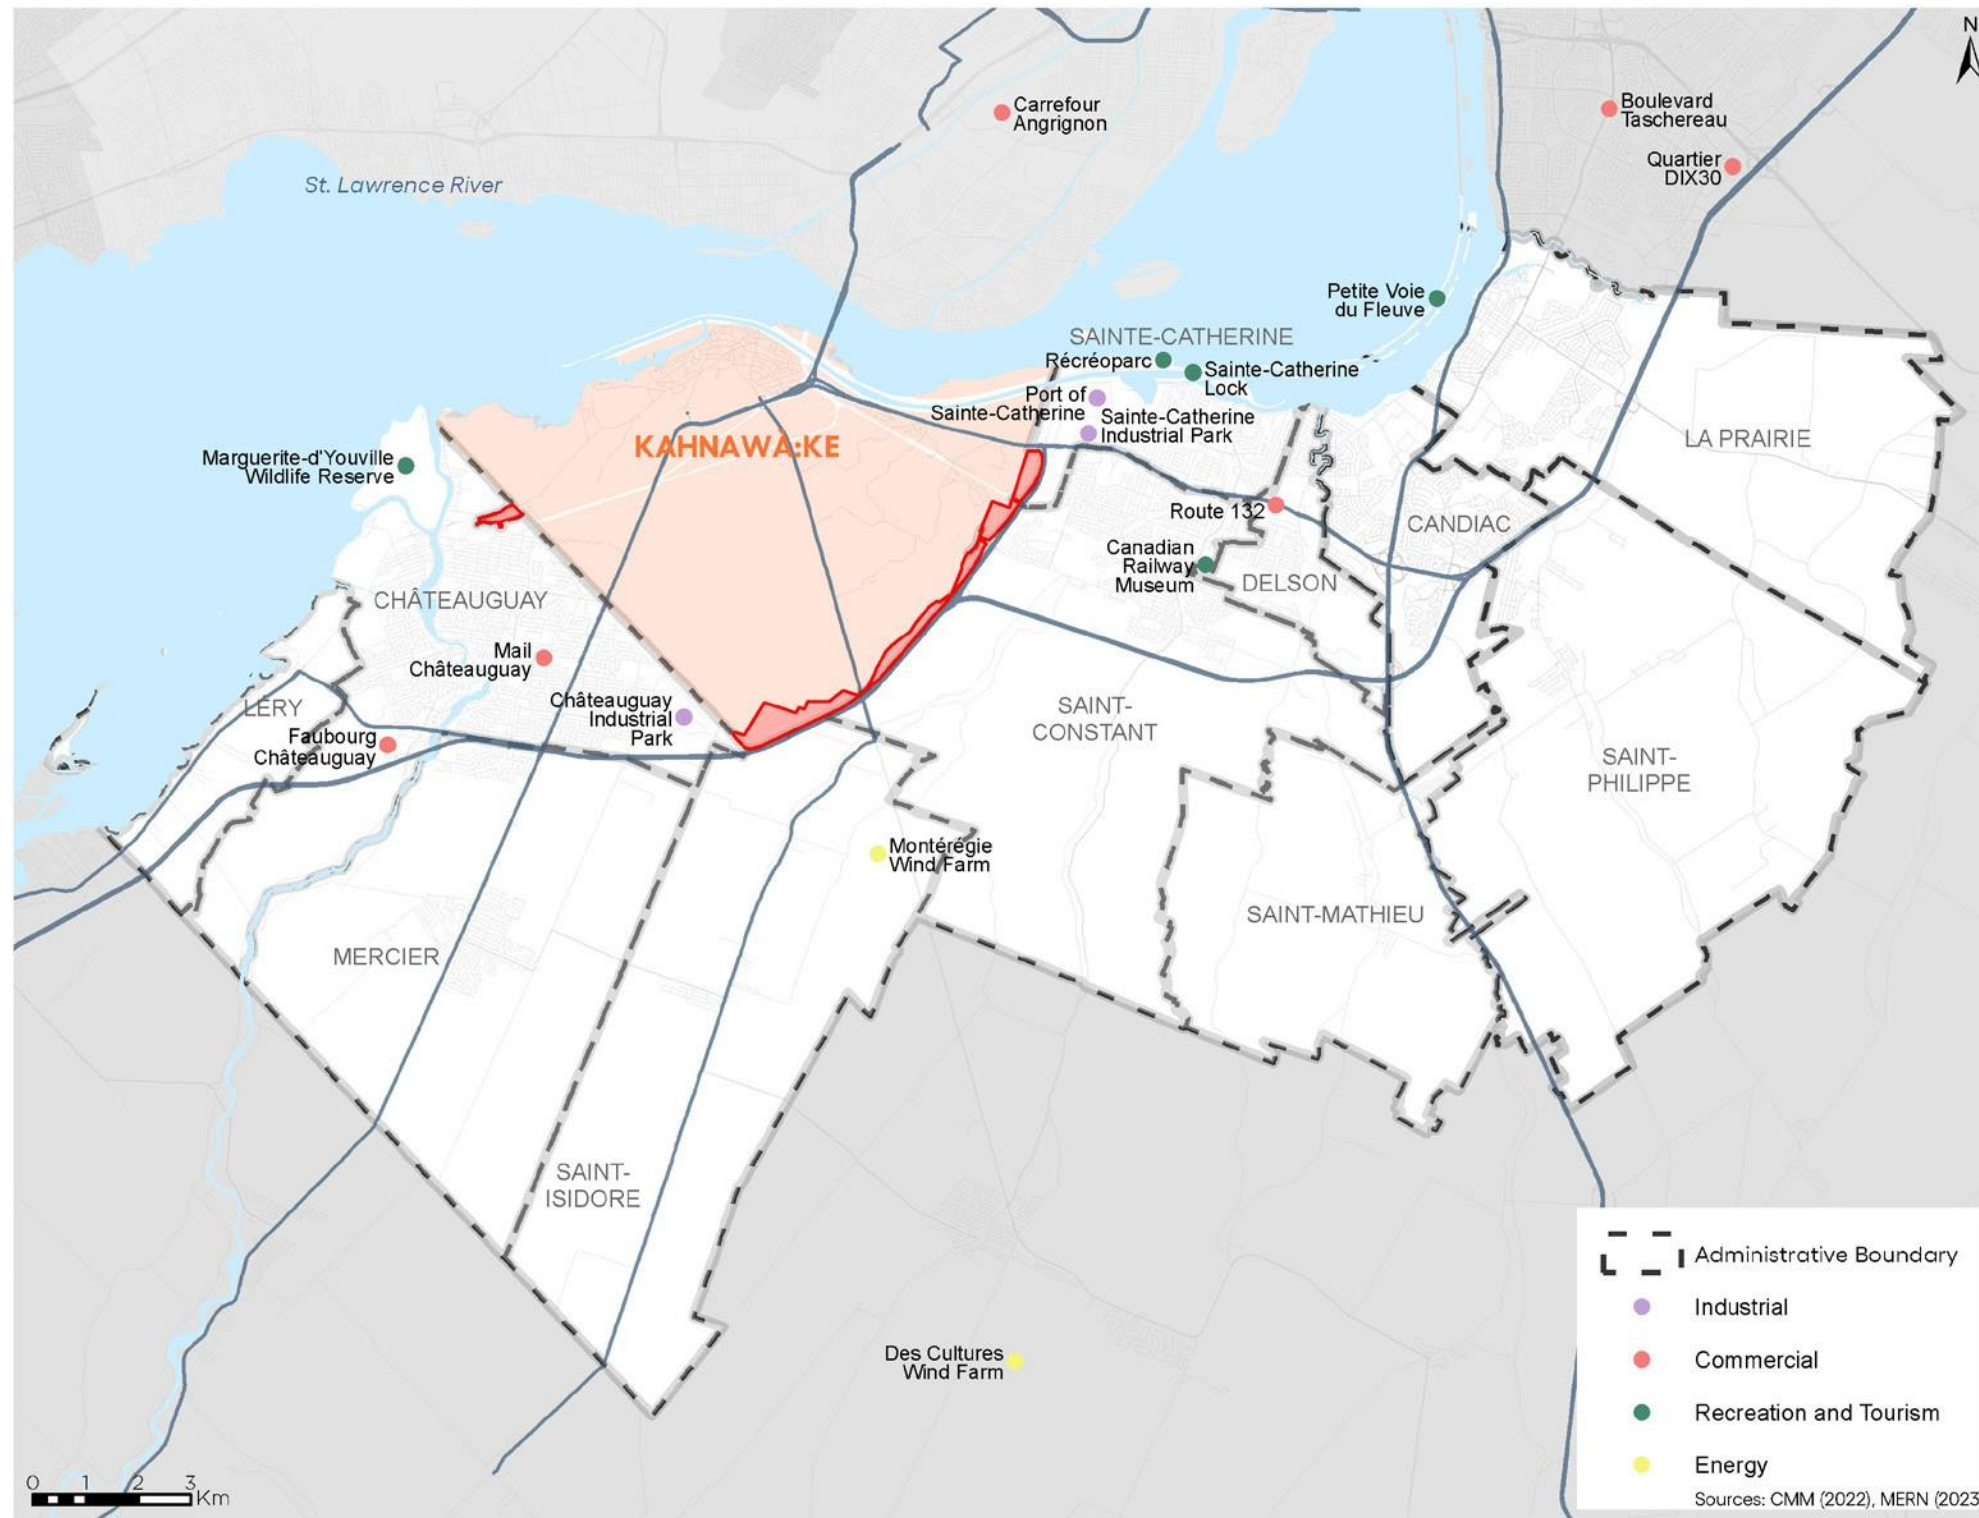 N
Carrefour
Angrignon
Boulevard
Taschereau
Quartier
DIX30
St. Lawrence River
Petite Voie
du Fleuve
SAINTE-CATHERINE
Récréoparc
Sainte-Catherine
Lock
Port of
Sainte-Catherine
Sainte-Catherine
Industrial Park
KAHNAWÀ:KE
LA PRAIRIE
Marguerite-d'Youville
Wildlife Reserve
Route 132
CANDIAC
Canadian
Railway
Museum
DELSON
CHÂTEAUGUAY
Mail
Châteauguay
Châteauguay
Industrial
Park
LÉRY
Faubourg
Châteauguay
SAINT-
CONSTANT
SAINT-
PHILIPPE
Montérégie
Wind Farm
SAINT-MATHIEU
MERCIER
SAINT-
ISIDORE
Des Cultures
Wind Farm
Administrative Boundary
Industrial
Commercial
Recreation and Tourism
Energy
Sources: CMM (2022), MERN (2023
0 1 2 3
Km